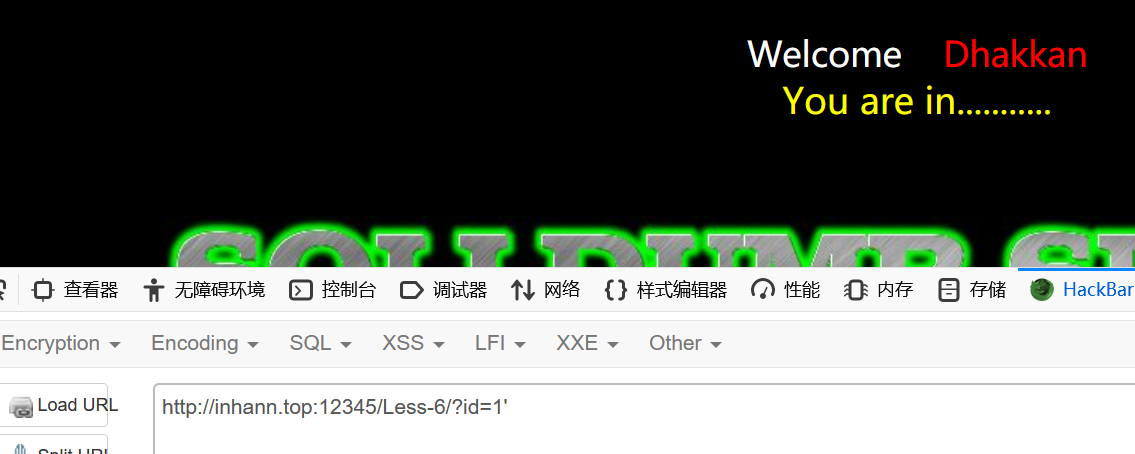 Welcome Dhakkan
You are in...........
查看器 无障碍环境 控制台 调试器 网络 样式编辑器 性能 内存 存储 HackBar
Encryption Encoding SQL XSS LFI XXE Other
Load URL
http://inhann.top:12345/Less-6/?id=1'
Split URL